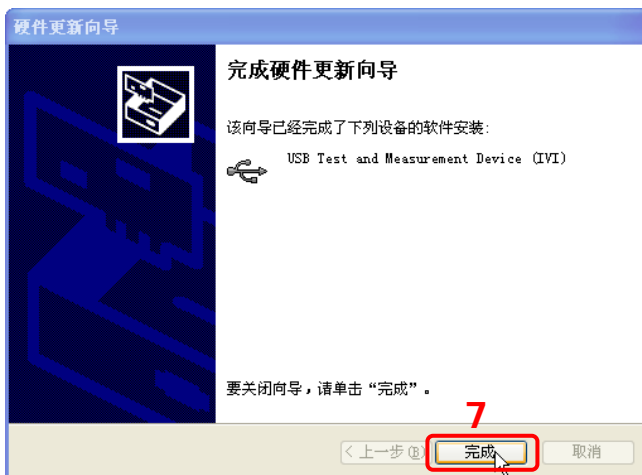 硬件更新向导
完成硬件更新向导
该向导已经完成了下列设备的软件安装:
USB Test and Measurement Device (IVI)
要关闭向导，请单击“完成”。
7
<上一步(B)
完成
取消